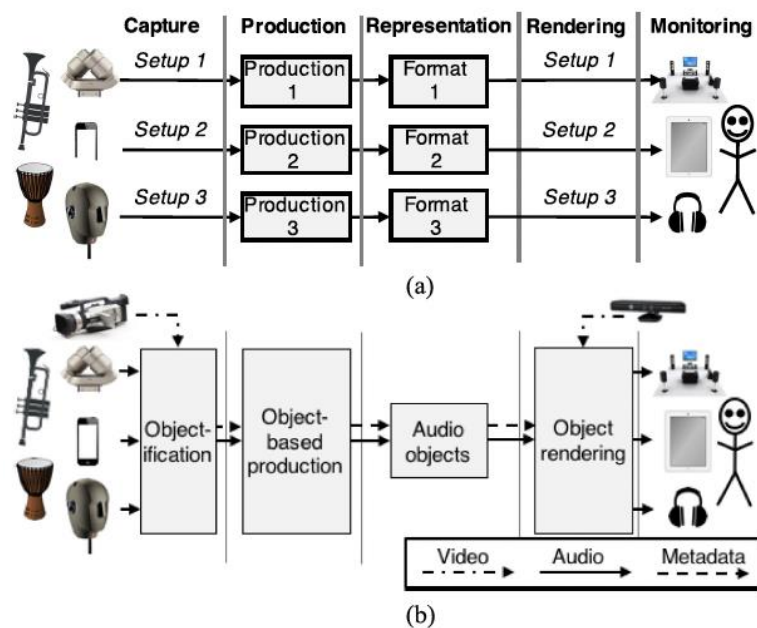 Capture Production Representation Rendering Monitoring
Setup 1 Production 1 Format 1 Setup 1
Setup 2 Production 2 Format 2 Setup 2
Setup 3 Production 3 Format 3 Setup 3
(a)
Object-
ification
Object-
based
production
Audio
objects
Object
rendering
Video Audio Metadata
(b)